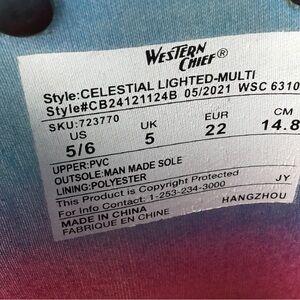 WESTERN
CHIEF®
Style:CELESTIAL LIGHTED-MULTI
Style#CB24121124B 05/2021 WSC 6310
SKU:723770
US UK EUR CM
5/6 5 22 14.8
UPPER:PVC
OUTSOLE:MAN MADE SOLE
LINING:POLYESTER
This Product is Copyright Protected JY
For Info Contact: 1-253-234-3000
MADE IN CHINA HANGZHOU
FABRIQUE EN CHINE